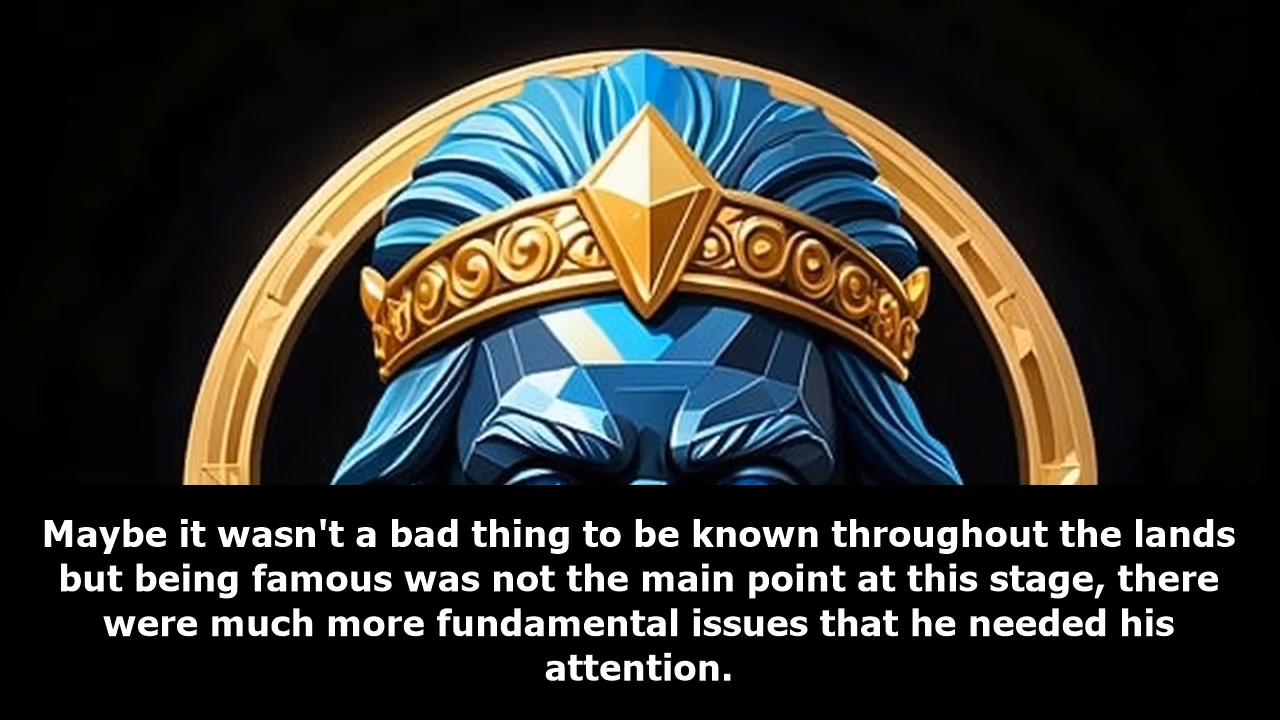 Maybe it wasn't a bad thing to be known throughout the lands
but being famous was not the main point at this stage, there
were much more fundamental issues that he needed his
attention.